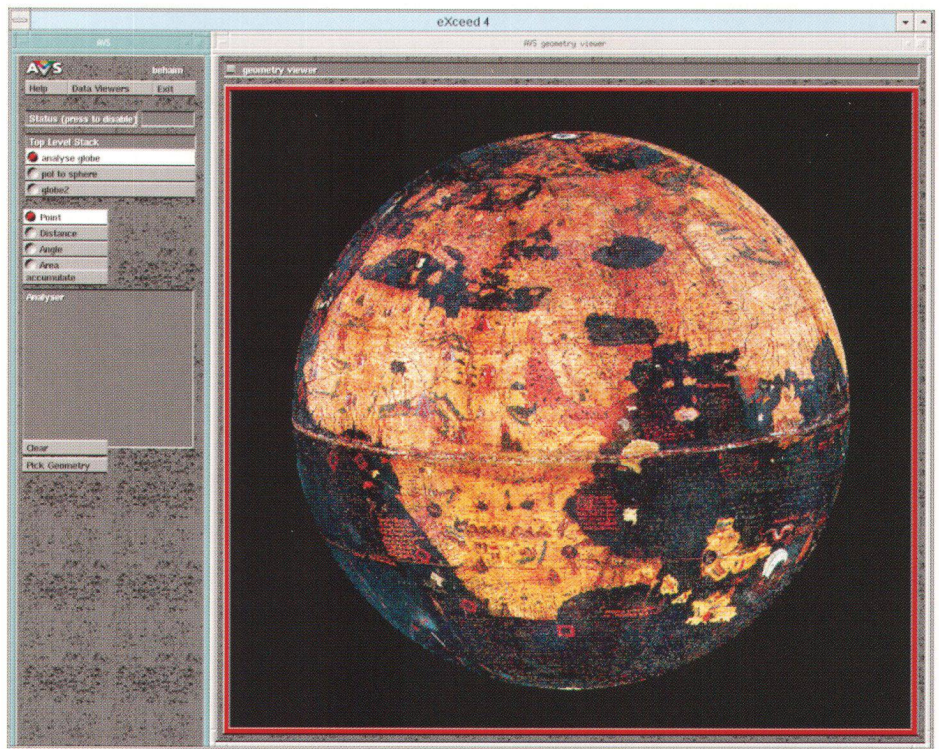 eXceed 4
AVS
AVS geometry viewer
AVS beham
Help Data Viewers Exit
Status (press to disable)
Top Level Stack
analyse globe
pol to sphere
globe2
Point
Distance
Angle
Area
accumulate
Analyser
Clear
Pick Geometry
geometry viewer